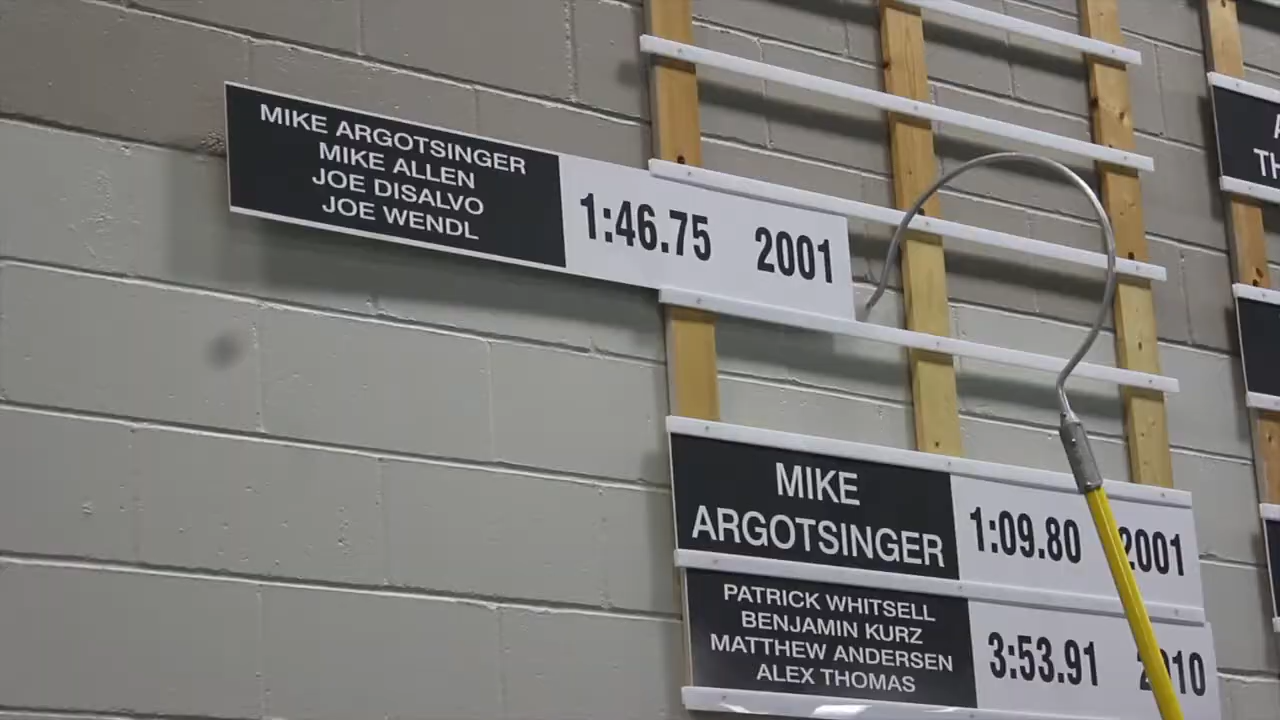 MIKE ARGOTSINGER
MIKE ALLEN
JOE DISALVO
JOE WENDL
1:46.75 2001
MIKE
ARGOTSINGER
1:09.80 2001
PATRICK WHITSELL
BENJAMIN KURZ
MATTHEW ANDERSEN
ALEX THOMAS
3:53.91 2010